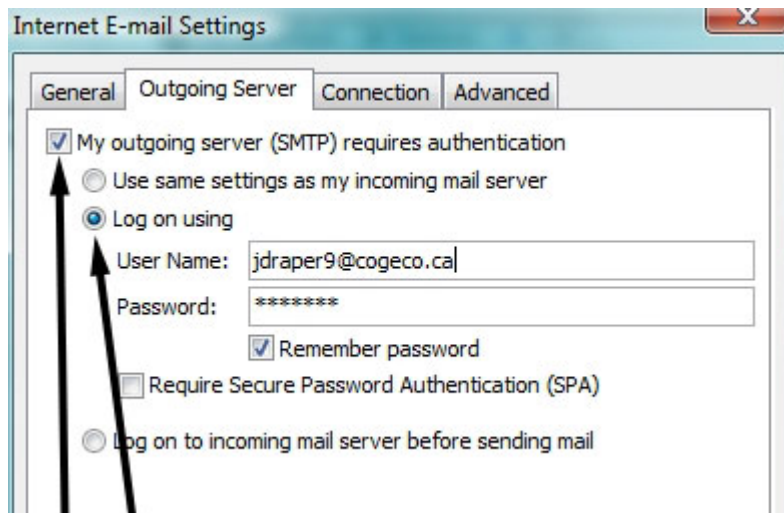 Internet E-mail Settings
General Outgoing Server Connection Advanced
My outgoing server (SMTP) requires authentication
Use same settings as my incoming mail server
Log on using
User Name: jdraper9@cogeco.ca
Password: *******
Remember password
Require Secure Password Authentication (SPA)
Log on to incoming mail server before sending mail